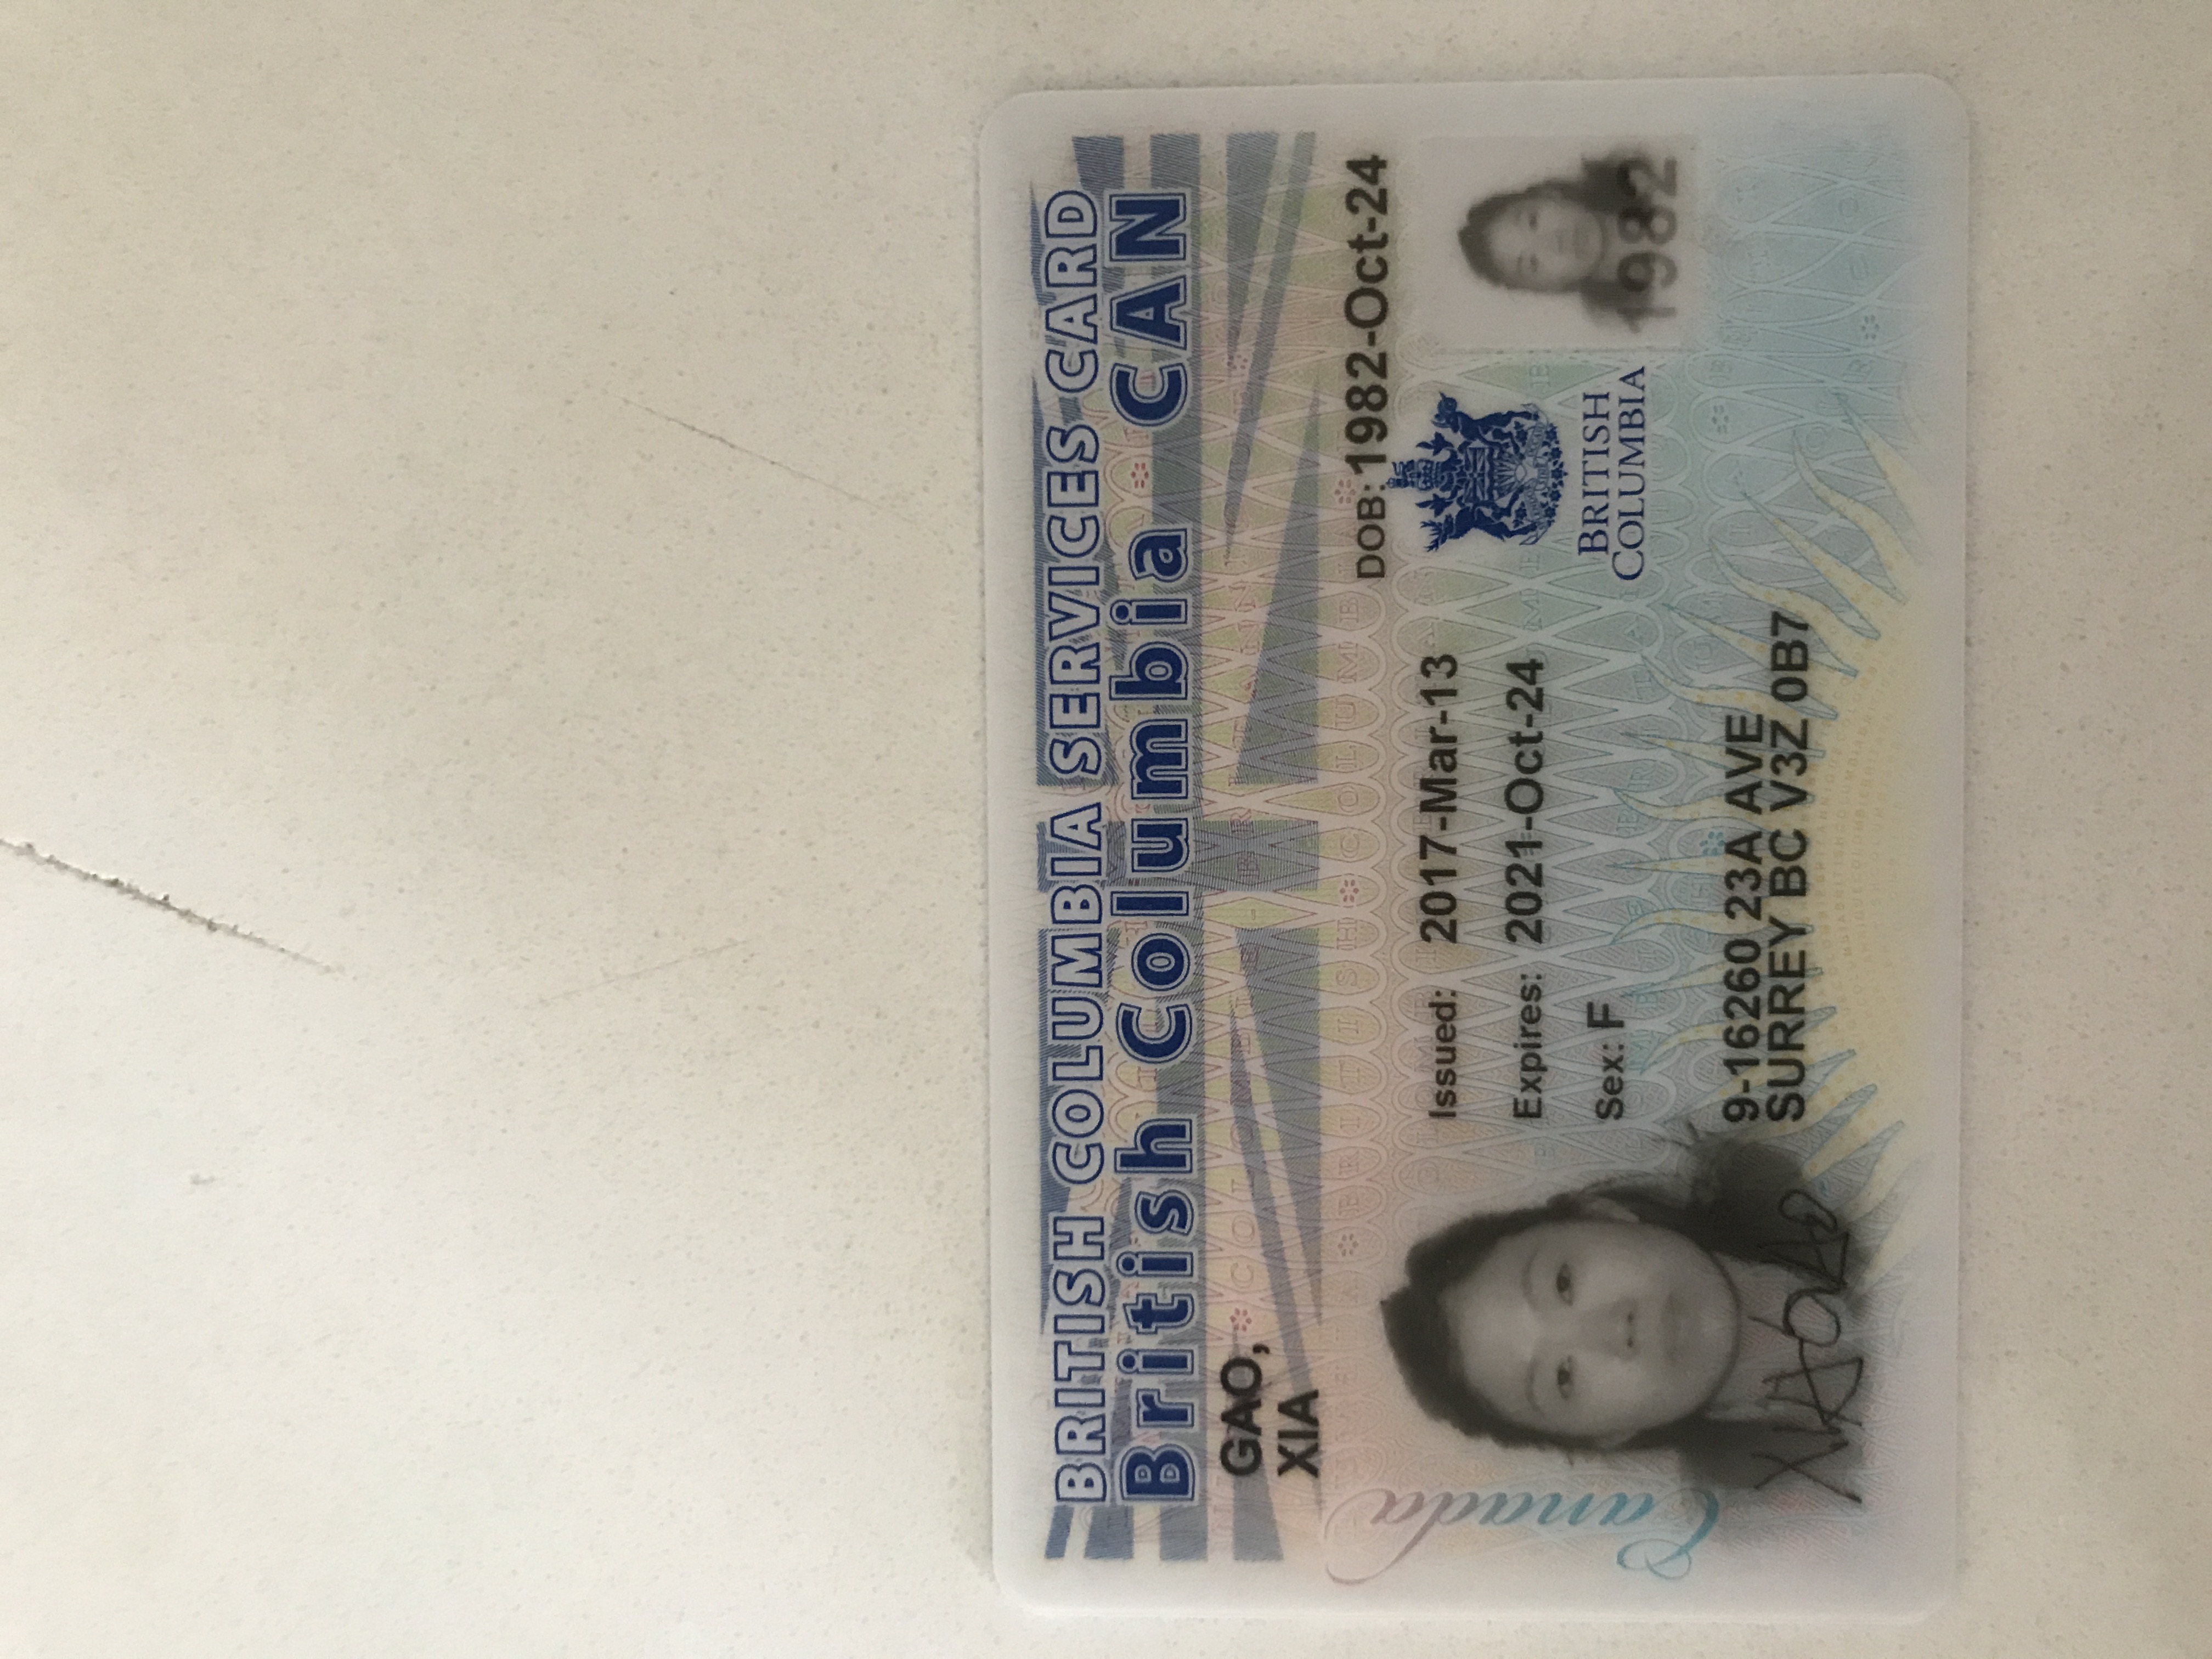 BRITISH COLUMBIA SERVICES CARD
British Columbia CAN
GAO,
XIA
DOB: 1982-Oct-24
Issued: 2017-Mar-13
Expires: 2021-Oct-24
Sex: F
BRITISH
COLUMBIA
1982
Canada
9-16260 23A AVE
SURREY BC V3Z 0B7
XIA GAO